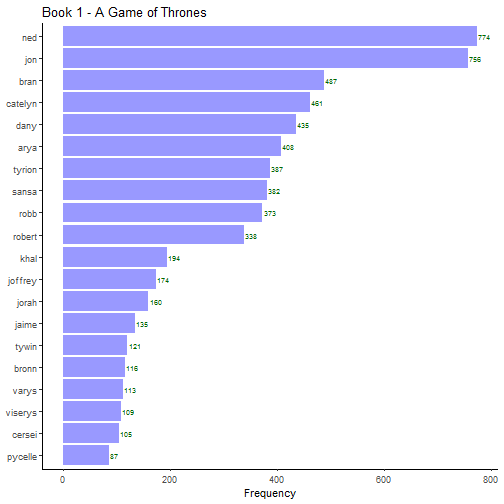 Book 1 - A Game of Thrones
ned 774
jon 756
bran 487
catelyn 461
dany 435
arya 408
tyrion 387
sansa 382
robb 373
robert 338
khal 194
joffrey 174
jorah 160
jaime 135
tywin 121
bronn 116
varys 113
viserys 109
cersei 105
pycelle 87
0 200 400 600 800
Frequency